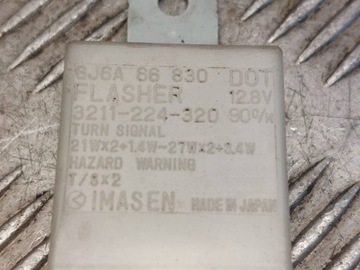 GJ6A 66 830 DOT
FLASHER 12.8V
3211-224-320 90c/m
TURN SIGNAL
21W×2+1.4W~27W×2+3.4W
HAZARD WARNING
T/S×2
IMASEN MADE IN JAPAN